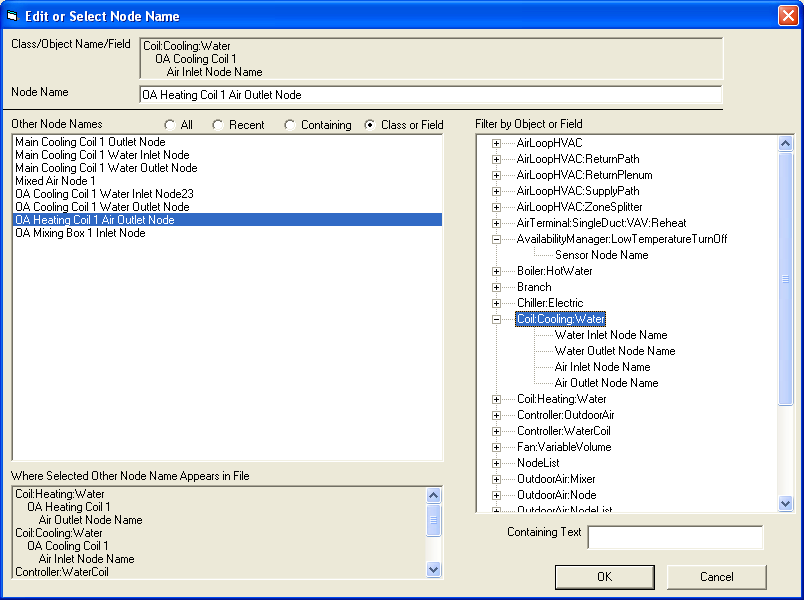 Edit or Select Node Name
Class/Object Name/Field
Coil:Cooling:Water
OA Cooling Coil 1
Air Inlet Node Name
Node Name
OA Heating Coil 1 Air Outlet Node
Other Node Names
All
Recent
Containing
Class or Field
Main Cooling Coil 1 Outlet Node
Main Cooling Coil 1 Water Inlet Node
Main Cooling Coil 1 Water Outlet Node
Mixed Air Node 1
OA Cooling Coil 1 Water Inlet Node23
OA Cooling Coil 1 Water Outlet Node
OA Heating Coil 1 Air Outlet Node
OA Mixing Box 1 Inlet Node
Where Selected Other Node Name Appears in File
Coil:Heating:Water
OA Heating Coil 1
Air Outlet Node Name
Coil:Cooling:Water
OA Cooling Coil 1
Air Inlet Node Name
Controller:WaterCoil
Filter by Object or Field
AirLoopHVAC
AirLoopHVAC:ReturnPath
AirLoopHVAC:ReturnPlenum
AirLoopHVAC:SupplyPath
AirLoopHVAC:ZoneSplitter
AirTerminal:SingleDuct:VAV:Reheat
AvailabilityManager:LowTemperatureTurnOff
Sensor Node Name
Boiler:HotWater
Branch
Chiller:Electric
Coil:Cooling:Water
Water Inlet Node Name
Water Outlet Node Name
Air Inlet Node Name
Air Outlet Node Name
Coil:Heating:Water
Controller:OutdoorAir
Controller:WaterCoil
Fan:VariableVolume
NodeList
OutdoorAir:Mixer
OutdoorAir:Node
OutdoorAir:NodeList
Containing Text
OK
Cancel